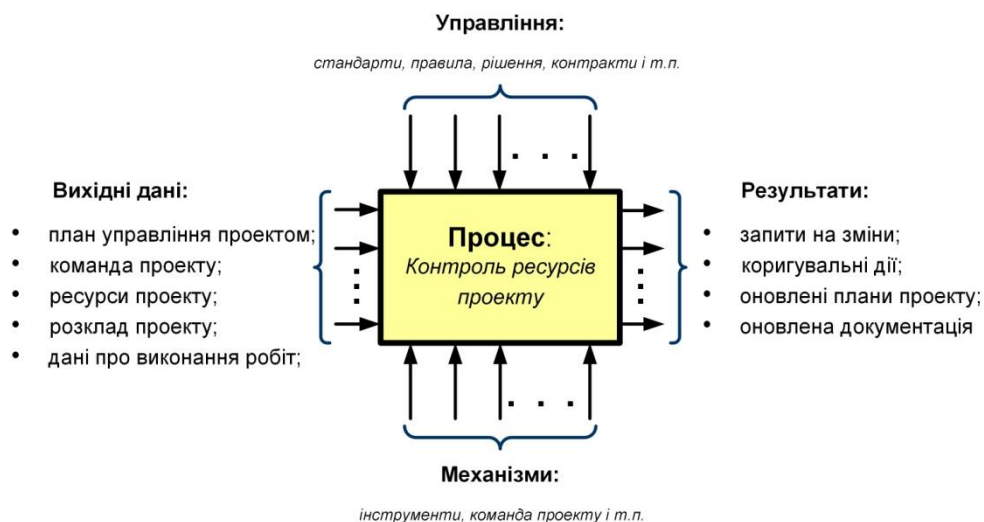 Управління:
стандарти, правила, рішення, контракти і т.п.
Вихідні дані:
• план управління проектом;
• команда проекту;
• ресурси проекту;
• розклад проекту;
• дані про виконання робіт;
Процес:
Контроль ресурсів
проекту
Результати:
• запити на зміни;
• коригувальні дії;
• оновлені плани проекту;
• оновлена документація
Механізми:
інструменти, команда проекту і т.п.